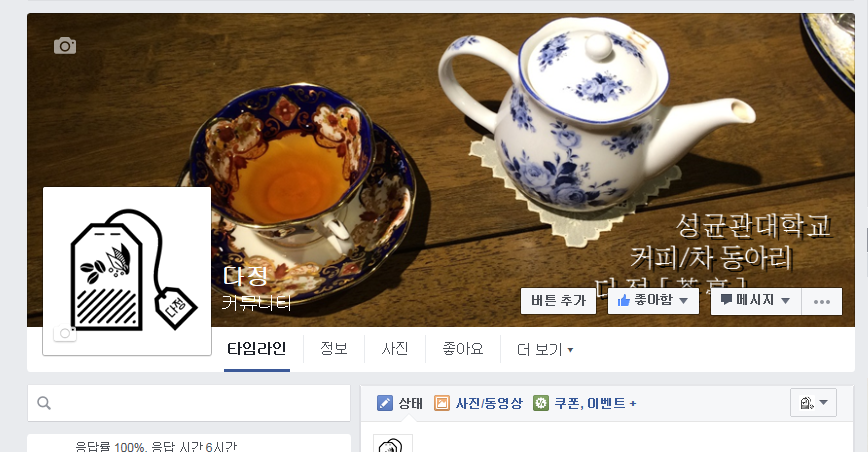 성균관대학교
커피/차 동아리
다정
다정
커뮤니티
버튼 추가
좋아함
메시지
다정
타임라인
정보
사진
좋아요
더 보기
상태
사진/동영상
쿠폰, 이벤트 +
응답률 100%, 응답 시간 6시간